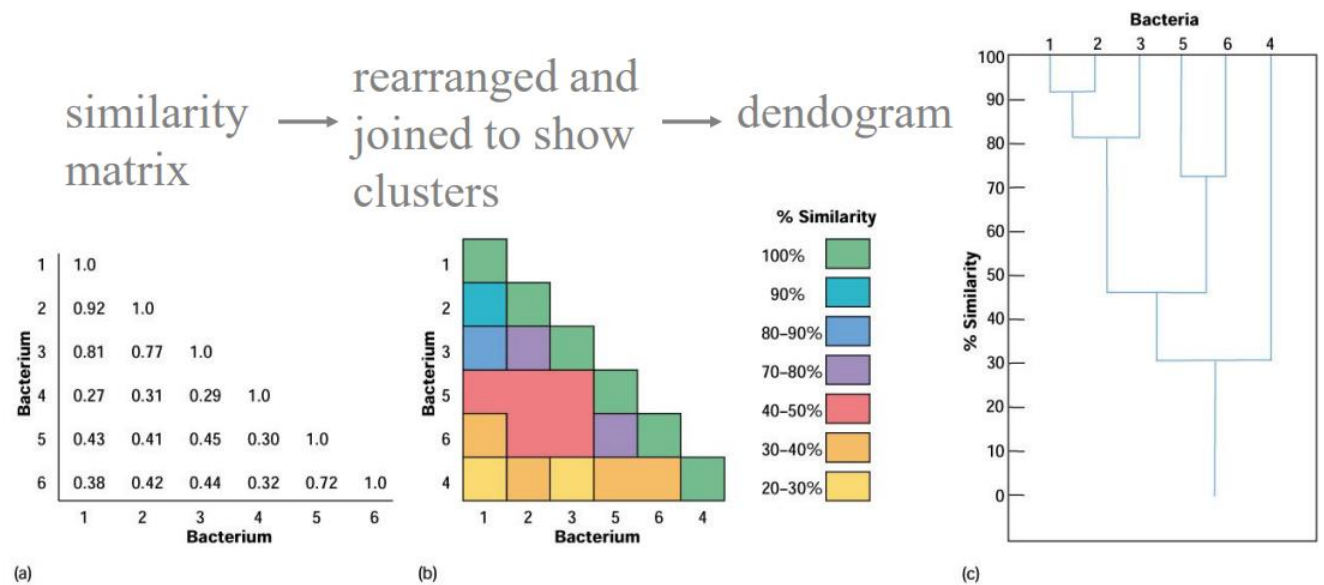 similarity
matrix
rearranged and
joined to show
clusters
dendogram
Bacterium
1 1.0
2 0.92 1.0
3 0.81 0.77 1.0
4 0.27 0.31 0.29 1.0
5 0.43 0.41 0.45 0.30 1.0
6 0.38 0.42 0.44 0.32 0.72 1.0
1 2 3 4 5 6
Bacterium
(a)
Bacterium
1
2
3
5
6
4
1 2 3 5 6 4
Bacterium
(b)
% Similarity
100%
90%
80–90%
70–80%
40–50%
30–40%
20–30%
Bacteria
1 2 3 5 6 4
% Similarity
100
90
80
70
60
50
40
30
20
10
0
(c)